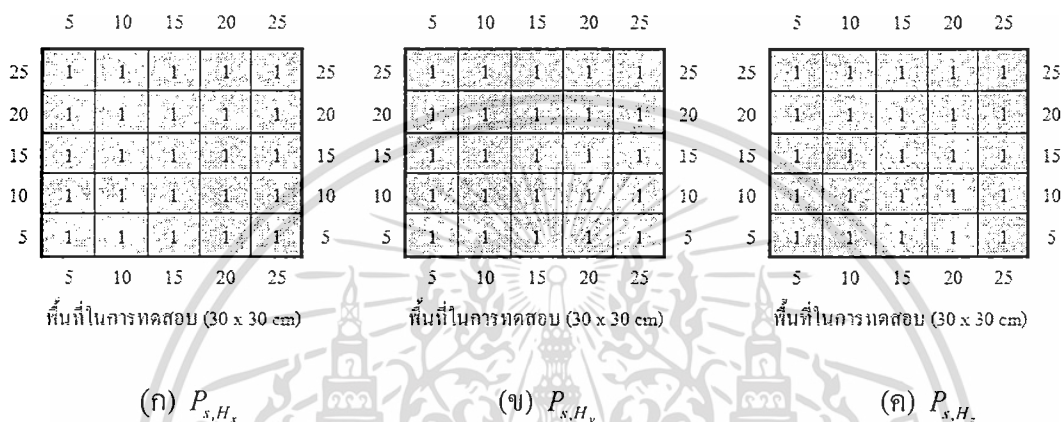 5 10 15 20 25 5 10 15 20 25 5 10 15 20 25
25 1 1 1 1 1 25 1 1 1 1 1 25 25 1 1 1 1 1 25
20 1 1 1 1 1 20 1 1 1 1 1 20 20 1 1 1 1 1 20
15 1 1 1 1 1 15 15 1 1 1 1 1 15 15 1 1 1 1 1 15
10 1 1 1 1 1 10 10 1 1 1 1 1 10 10 1 1 1 1 1 10
5 1 1 1 1 1 5 5 1 1 1 1 1 5 5 1 1 1 1 1 5
5 10 15 20 25 5 10 15 20 25 5 10 15 20 25
พื้นที่ในการทดสอบ (30 x 30 cm) พื้นที่ในการทดสอบ (30 x 30 cm) พื้นที่ในการทดสอบ (30 x 30 cm)
(ก) P_{s,H_x} (ข) P_{s,H_y} (ค) P_{s,H_z}